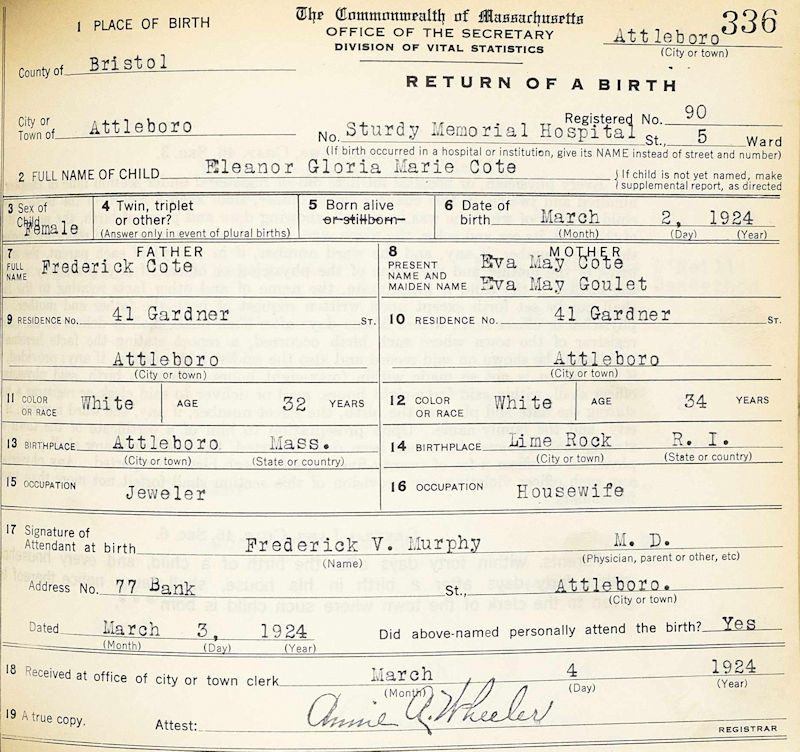 The Commonwealth of Massachusetts
336
1 PLACE OF BIRTH
OFFICE OF THE SECRETARY
Attleboro
DIVISION OF VITAL STATISTICS
(City or town)
County of Bristol
RETURN OF A BIRTH
Registered No. 90
City or
Town of Attleboro
No. Sturdy Memorial Hospital St., 5 Ward
(If birth occurred in a hospital or institution, give its NAME instead of street and number)
2 FULL NAME OF CHILD Eleanor Gloria Marie Cote { If child is not yet named, make
supplemental report, as directed
3 Sex of
Child Female
4 Twin, triplet
or other?
(Answer only in event of plural births)
5 Born alive
or stillborn
6 Date of
birth March 2, 1924
(Month) (Day) (Year)
7 FATHER
FULL
NAME Frederick Cote
8 MOTHER
PRESENT
NAME AND
MAIDEN NAME
Eva May Cote
Eva May Goulet
9 RESIDENCE No. 41 Gardner ST.
10 RESIDENCE No. 41 Gardner ST.
Attleboro
(City or town)
Attleboro
(City or town)
11 COLOR
OR RACE White AGE 32 YEARS
12 COLOR
OR RACE White AGE 34 YEARS
13 BIRTHPLACE Attleboro Mass.
(City or town) (State or country)
14 BIRTHPLACE Lime Rock R. I.
(City or town) (State or country)
15 OCCUPATION
Jeweler
16 OCCUPATION
Housewife
17 Signature of
Attendant at birth Frederick V. Murphy M. D.
(Name) (Physician, parent or other, etc)
Address No. 77 Bank St., Attleboro.
(City or town)
Dated March 3, 1924 Did above-named personally attend the birth? Yes
(Month) (Day) (Year)
18 Received at office of city or town clerk March 4 1924
(Month) (Day) (Year)
19 A true copy. Attest: Annie A. Wheeler
REGISTRAR